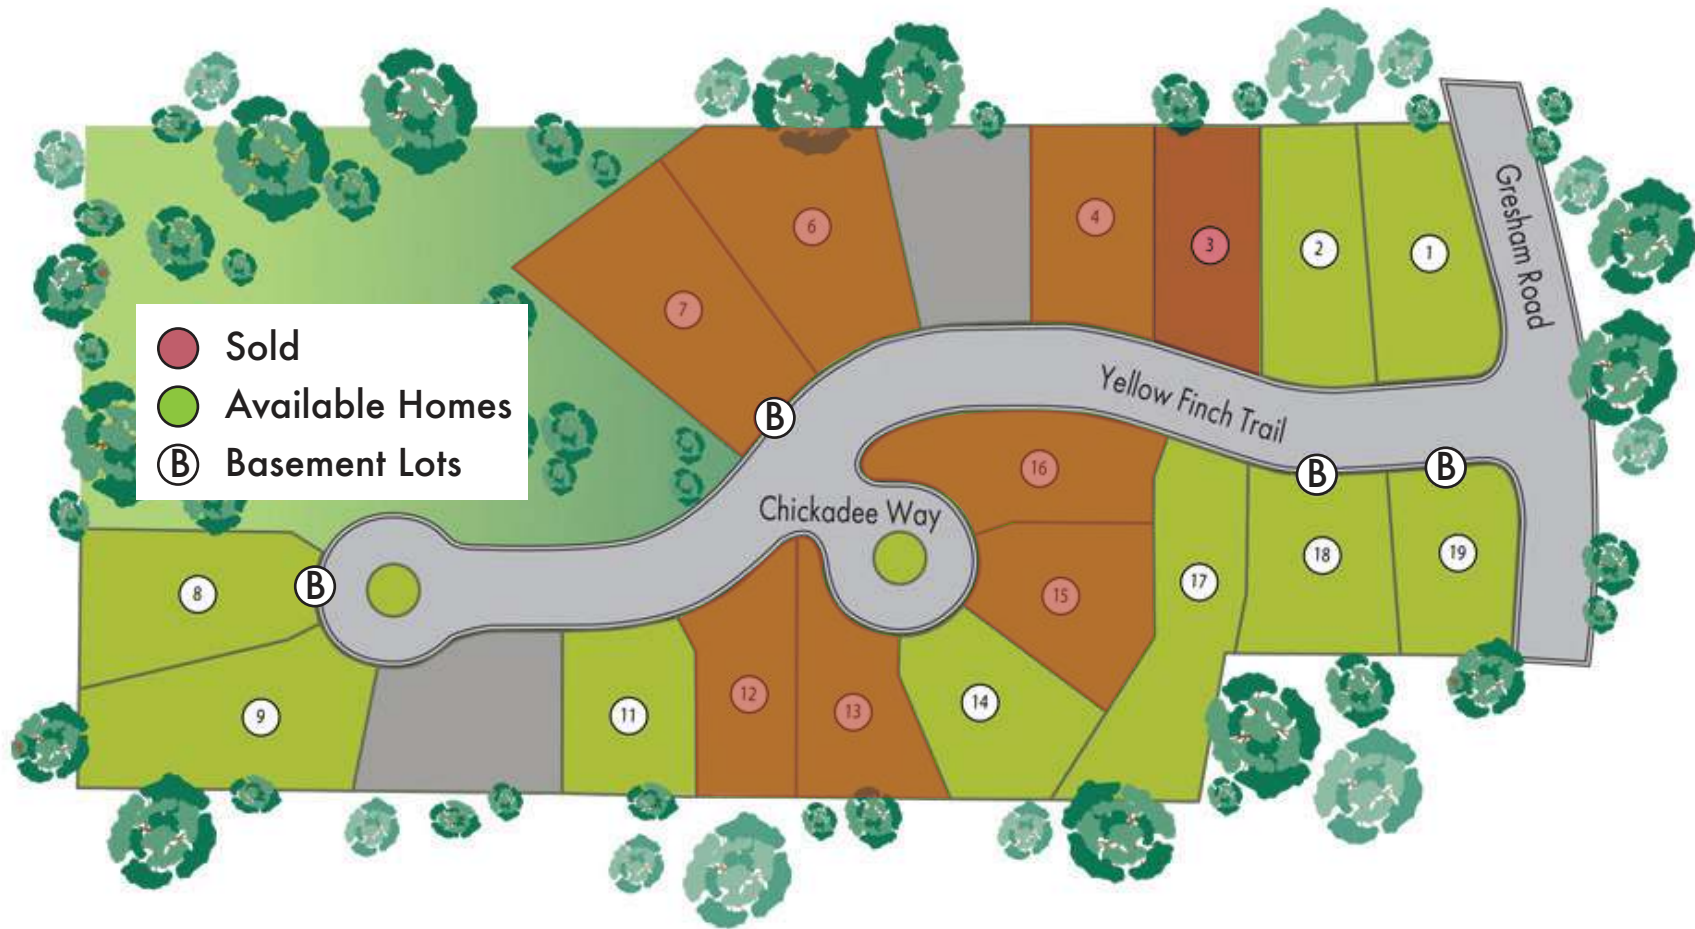 6
4
3
2
1
7
Gresham Road
Sold
Available Homes
B Basement Lots
B
Yellow Finch Trail
B
B
16
Chickadee Way
8
B
15
17
18
19
9
11
12
13
14